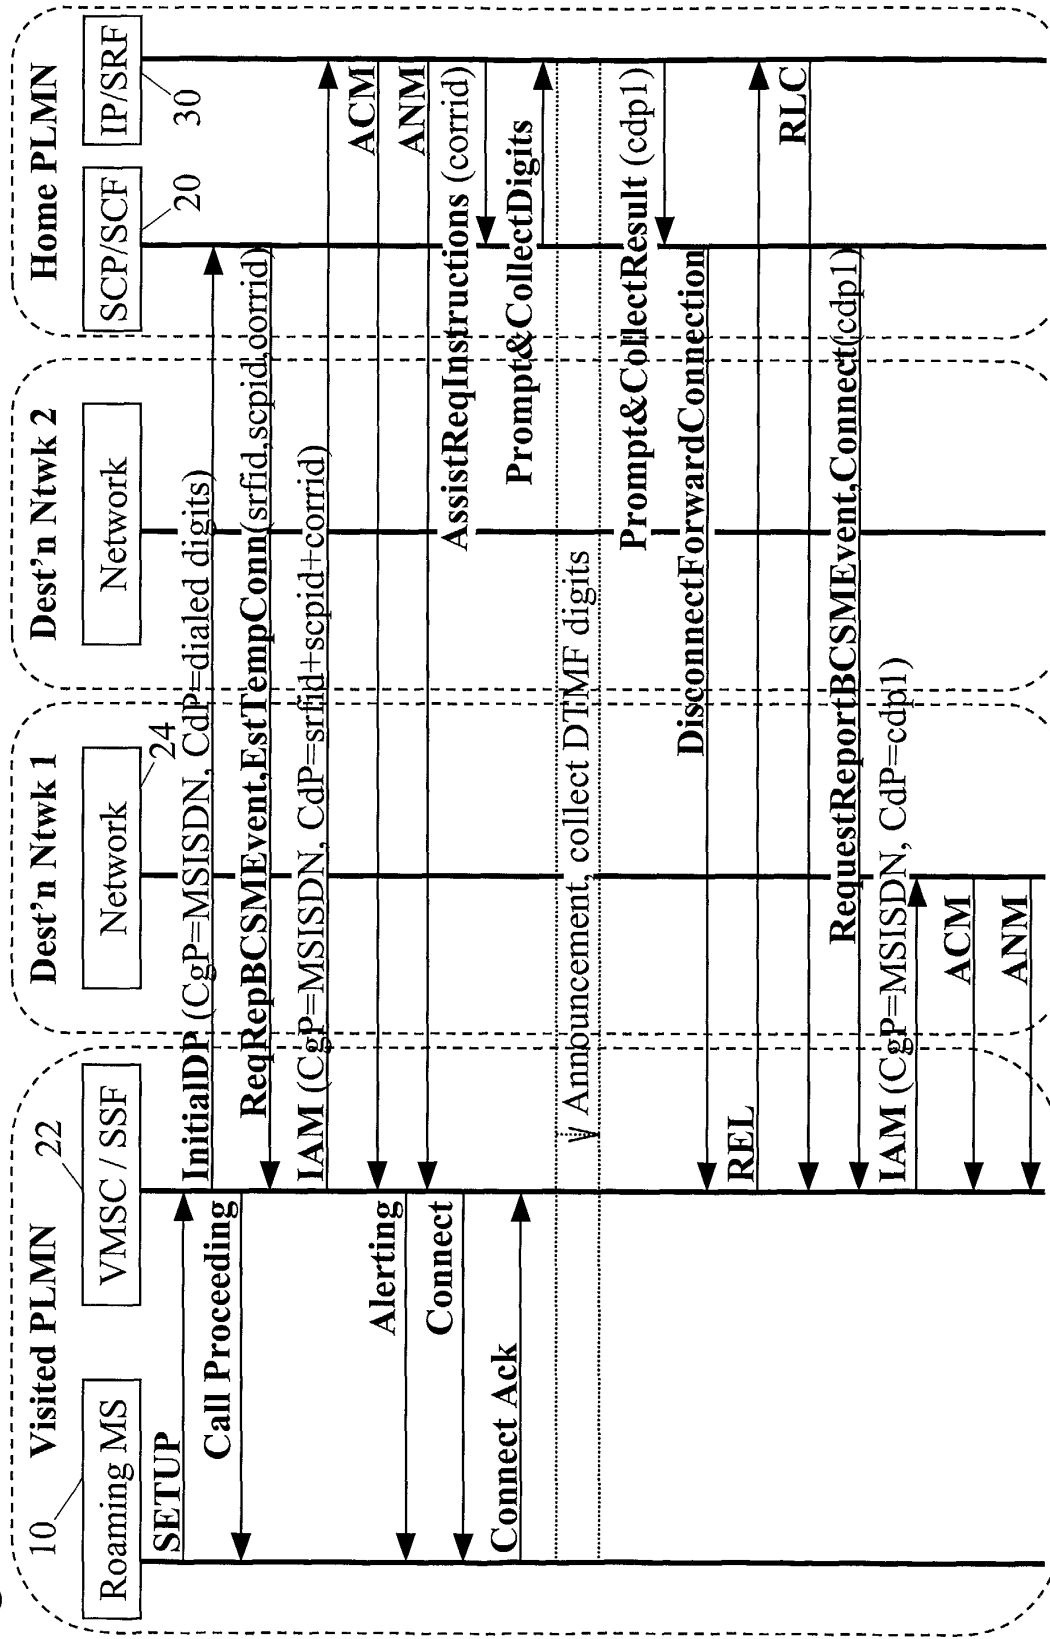 Visited PLMN
Dest'n Ntwk 1
Dest'n Ntwk 2
Home PLMN
10
22
Roaming MS
VMSC / SSF
Network
Network
SCP/SCF
IP/SRF
24
20
30
SETUP
InitialDP (CgP=MSISDN, CdP=dialed digits)
Call Proceeding
ReqRepBCSMEvent,EstTempConn(srfid,scpid,corrid)
IAM (CgP=MSISDN, CdP=srfid+scpid+corrid)
ACM
Alerting
ANM
Connect
AssistReqInstructions (corrid)
Connect Ack
Prompt&CollectDigits
Announcement, collect DTMF digits
Prompt&CollectResult (cdp1)
DisconnectForwardConnection
REL
RLC
RequestReportBCSMEvent,Connect(cdp1)
IAM (CgP=MSISDN, CdP=cdp1)
ACM
ANM